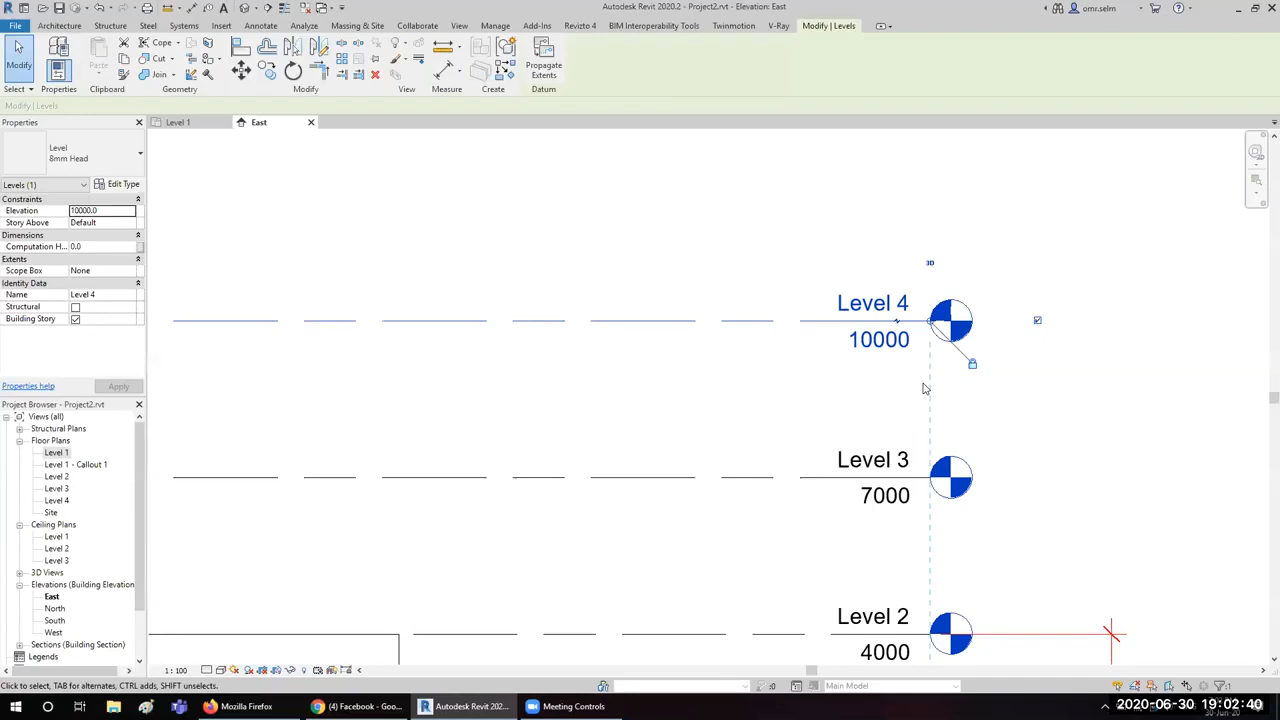 Autodesk Revit 2020.2 - Project2.rvt - Elevation: East
omr.selm
File Architecture Structure Steel Systems Insert Annotate Analyze Massing & Site Collaborate View Manage Add-Ins Revizto 4 BIM Interoperability Tools Twinmotion V-Ray Modify | Levels
Modify
Paste
Cope
Cut
Join
Propagate
Extents
Select Properties Clipboard Geometry Modify View Measure Create Datum
Modify | Levels
Properties
Level 1
East
Level
8mm Head
Levels (1)
Edit Type
Constraints
Elevation 10000.0
Story Above Default
Dimensions
Computation H... 0.0
Extents
Scope Box None
Identity Data
Name Level 4
Structural
Building Story
Properties help
Apply
Project Browser - Project2.rvt
Views (all)
Structural Plans
Floor Plans
Level 1
Level 1 - Callout 1
Level 2
Level 3
Level 4
Site
Ceiling Plans
Level 1
Level 2
Level 3
3D Views
Elevations (Building Elevation
East
North
South
West
Sections (Building Section)
Legends
3D
Level 4
10000
Level 3
7000
Level 2
4000
1 : 100
Click to select, TAB for alternates, CTRL adds, SHIFT unselects.
:0
Main Model
:1
Mozilla Firefox
(4) Facebook - Goo...
Autodesk Revit 202...
Meeting Controls
2020-06-30 19:02:40